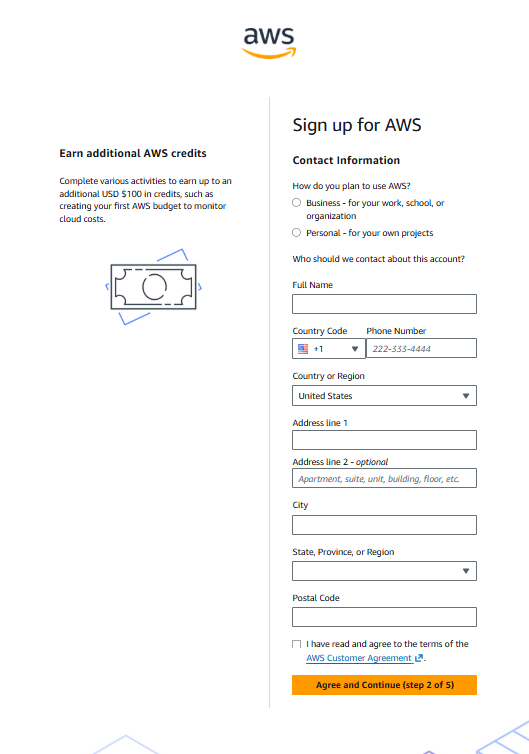 aws
Earn additional AWS credits
Complete various activities to earn up to an
additional USD $100 in credits, such as
creating your first AWS budget to monitor
cloud costs.
Sign up for AWS
Contact Information
How do you plan to use AWS?
Business - for your work, school, or
organization
Personal - for your own projects
Who should we contact about this account?
Full Name
Country Code Phone Number
+1 222-333-4444
Country or Region
United States
Address line 1
Address line 2 - optional
Apartment, suite, unit, building, floor, etc.
City
State, Province, or Region
Postal Code
I have read and agree to the terms of the
AWS Customer Agreement.
Agree and Continue (step 2 of 5)